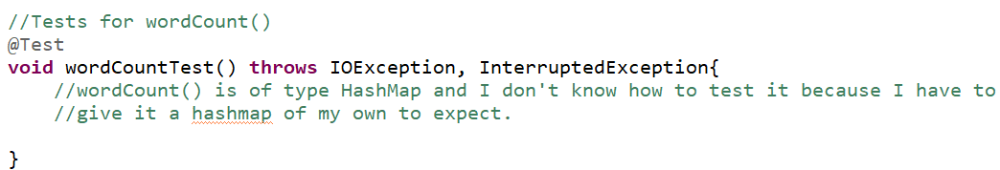 //Tests for wordCount()
@Test
void wordCountTest() throws IOException, InterruptedException{
    //wordCount() is of type HashMap and I don't know how to test it because I have to
    //give it a hashmap of my own to expect.
}